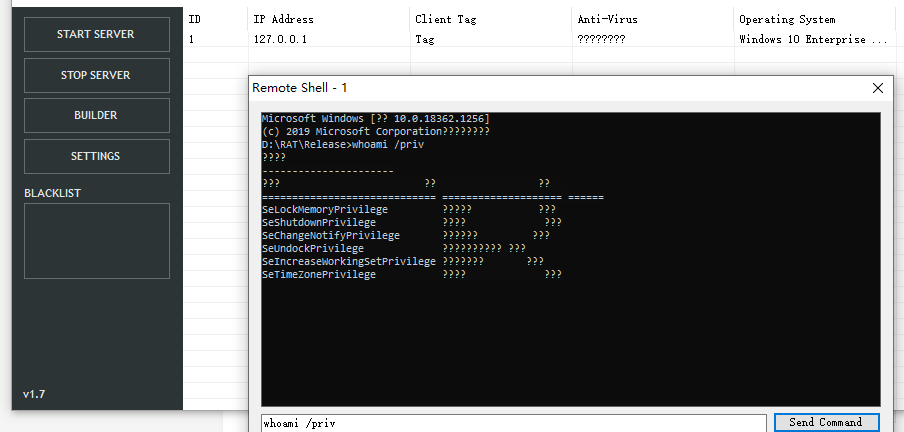 START SERVER
STOP SERVER
BUILDER
SETTINGS
BLACKLIST
v1.7
ID IP Address Client Tag Anti-Virus Operating System
1 127.0.0.1 Tag ???????? Windows 10 Enterprise ...
Remote Shell - 1
Microsoft Windows [?? 10.0.18362.1256]
(c) 2019 Microsoft Corporation????????
D:\RAT\Release>whoami /priv
????
----------------------
??? ?? ??
============================= ==================== ======
SeLockMemoryPrivilege ????? ???
SeShutdownPrivilege ???? ???
SeChangeNotifyPrivilege ?????? ???
SeUndockPrivilege ?????????? ???
SeIncreaseWorkingSetPrivilege ??????? ???
SeTimeZonePrivilege ???? ???
whoami /priv
Send Command